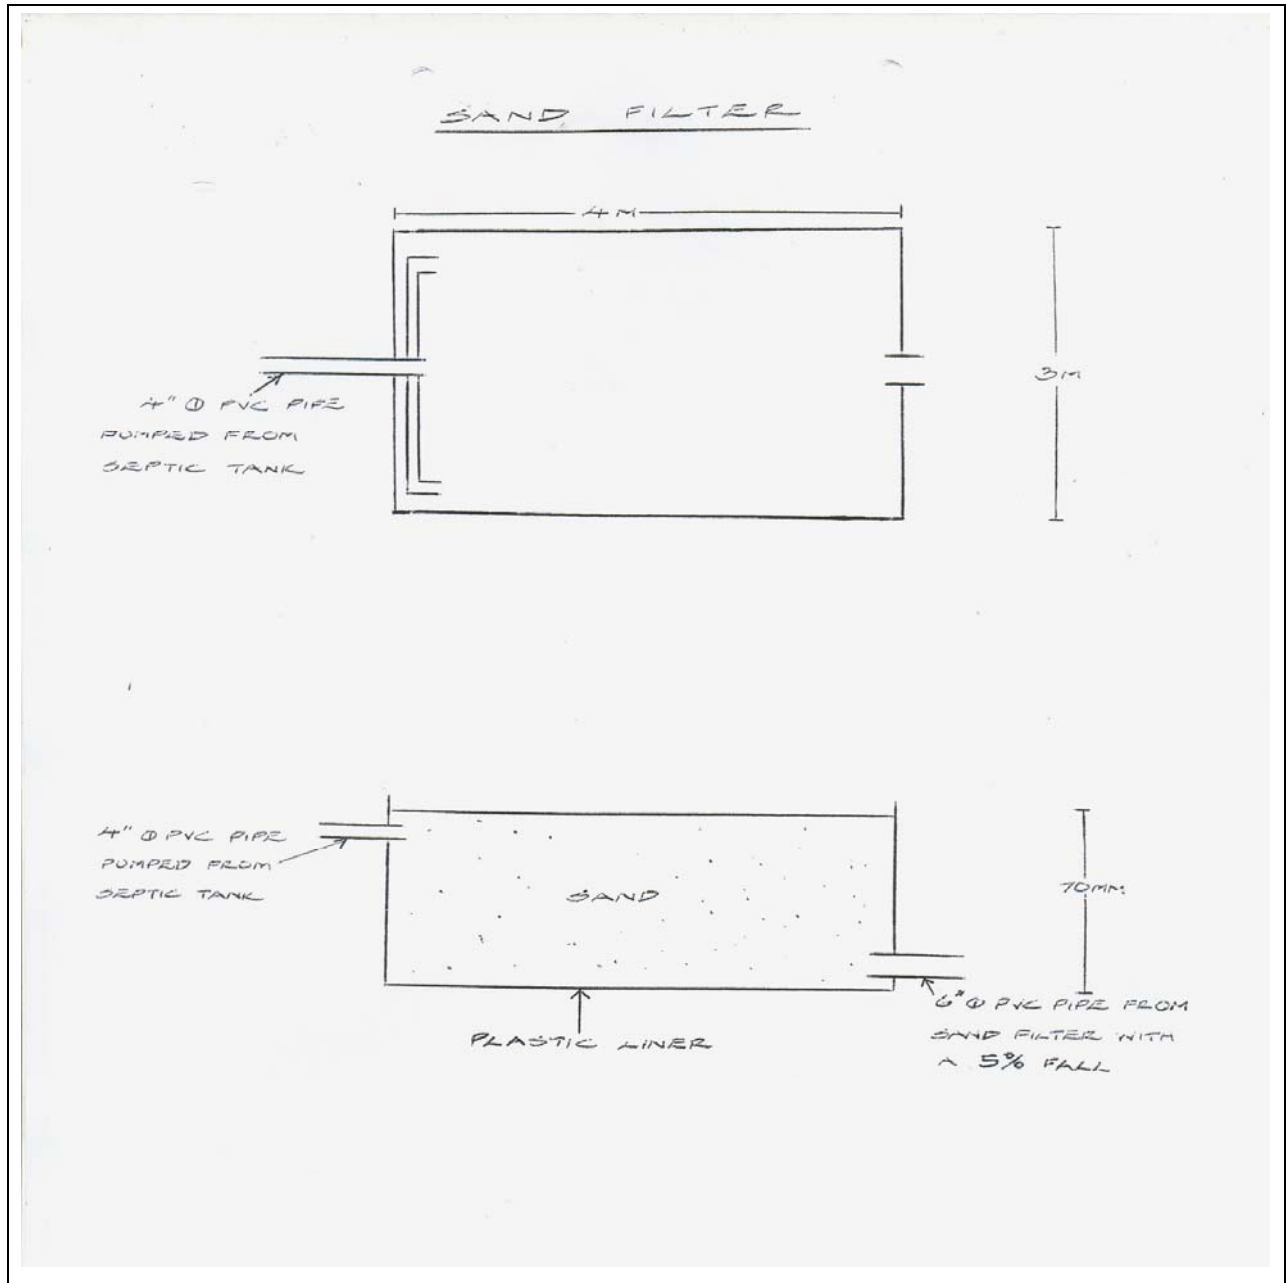 SAND FILTER
4 M
3M
4" Φ PVC PIPE
PUMPED FROM
SEPTIC TANK
4" Φ PVC PIPE
PUMPED FROM
SEPTIC TANK
SAND
70MM
6" Φ PVC PIPE FROM
SAND FILTER WITH
A 5% FALL
PLASTIC LINER